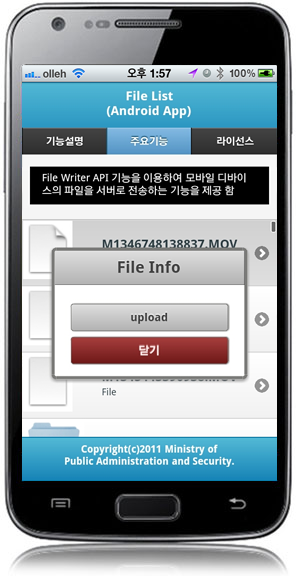 olleh
오후 1:57
100%
File List
(Android App)
기능설명
주요기능
라이선스
File Writer API 기능을 이용하여 모바일 디바이
스의 파일을 서버로 전송하는 기능을 제공 함
M1346748138837.MOV
File Info
upload
닫기
File
Copyright(c)2011 Ministry of
Public Administration and Security.